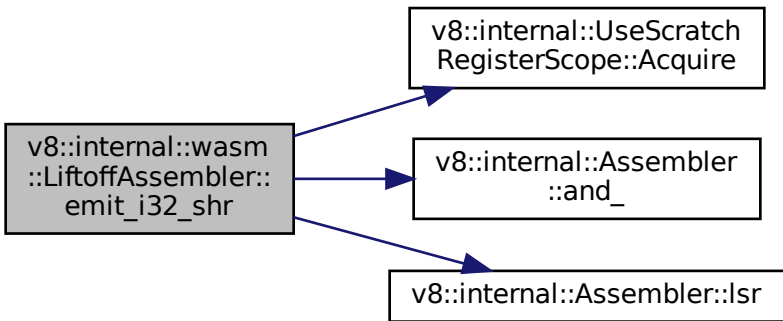 v8::internal::UseScratch
RegisterScope::Acquire
v8::internal::wasm
::LiftoffAssembler::
emit_i32_shr
v8::internal::Assembler
::and_
v8::internal::Assembler::lsr